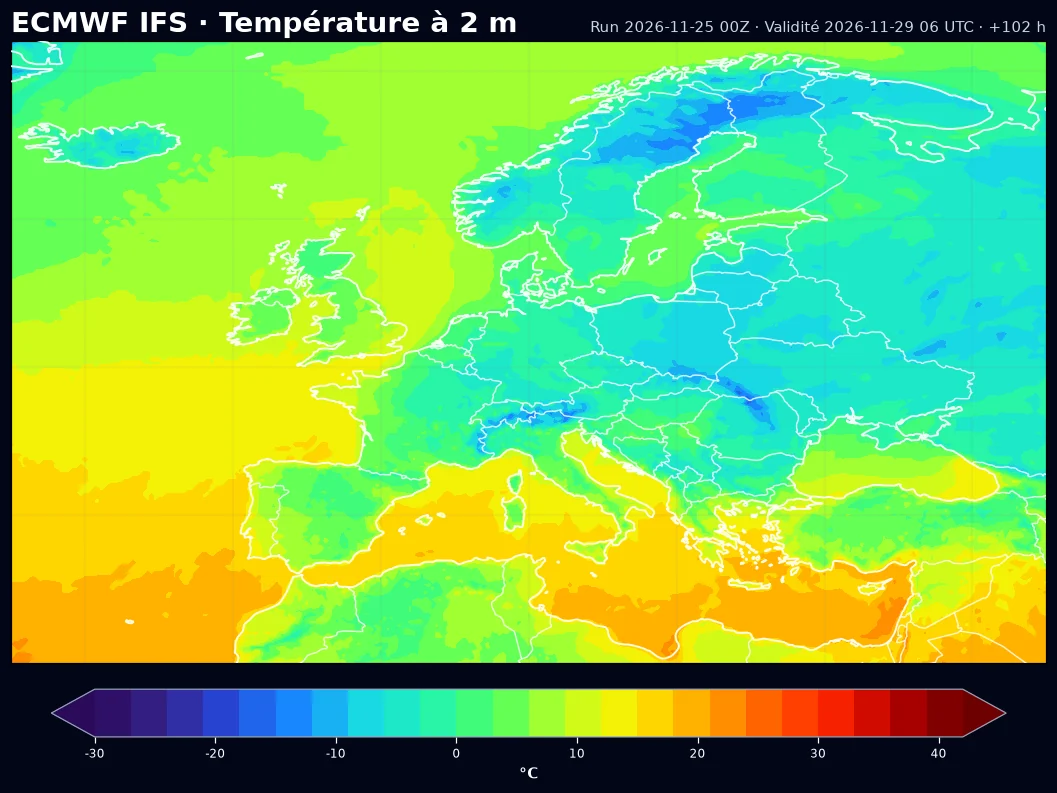 ECMWF IFS · Température à 2 m
Run 2026-11-25 00Z · Validité 2026-11-29 06 UTC · +102 h
-30 -20 -10 0 10 20 30 40
°C